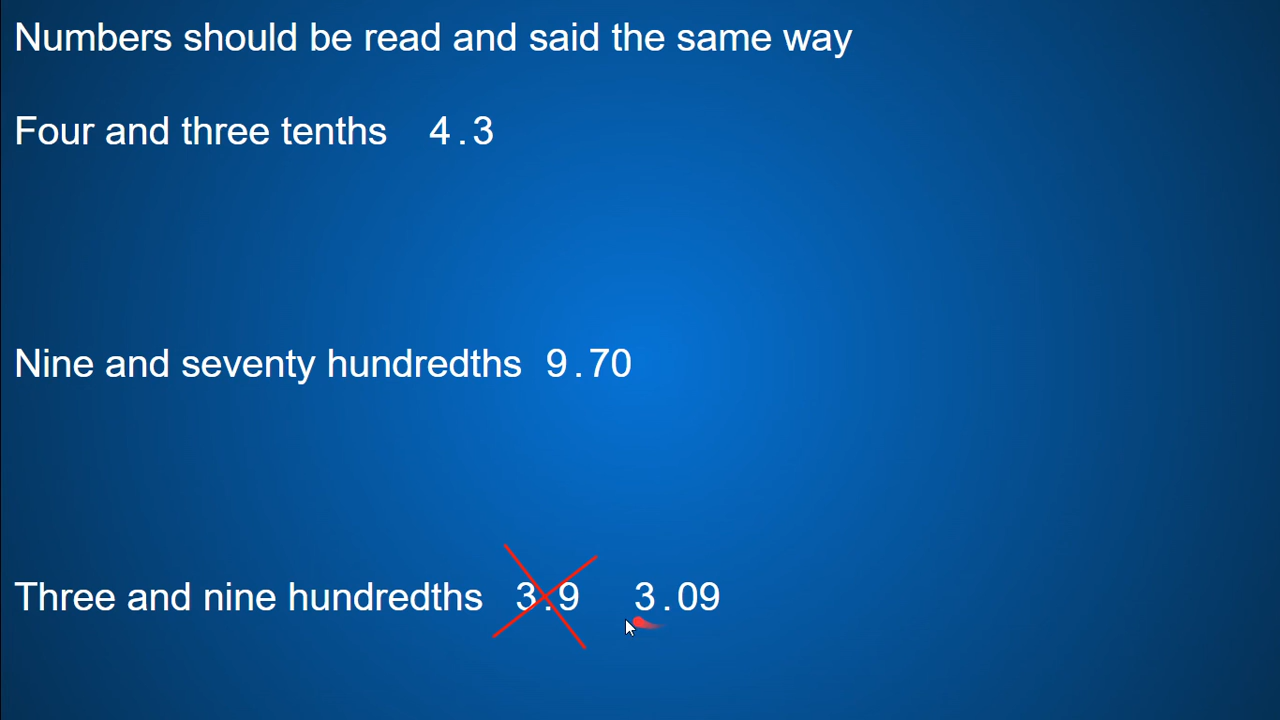 Numbers should be read and said the same way
Four and three tenths 4.3
Nine and seventy hundredths 9.70
Three and nine hundredths 3.9 3.09